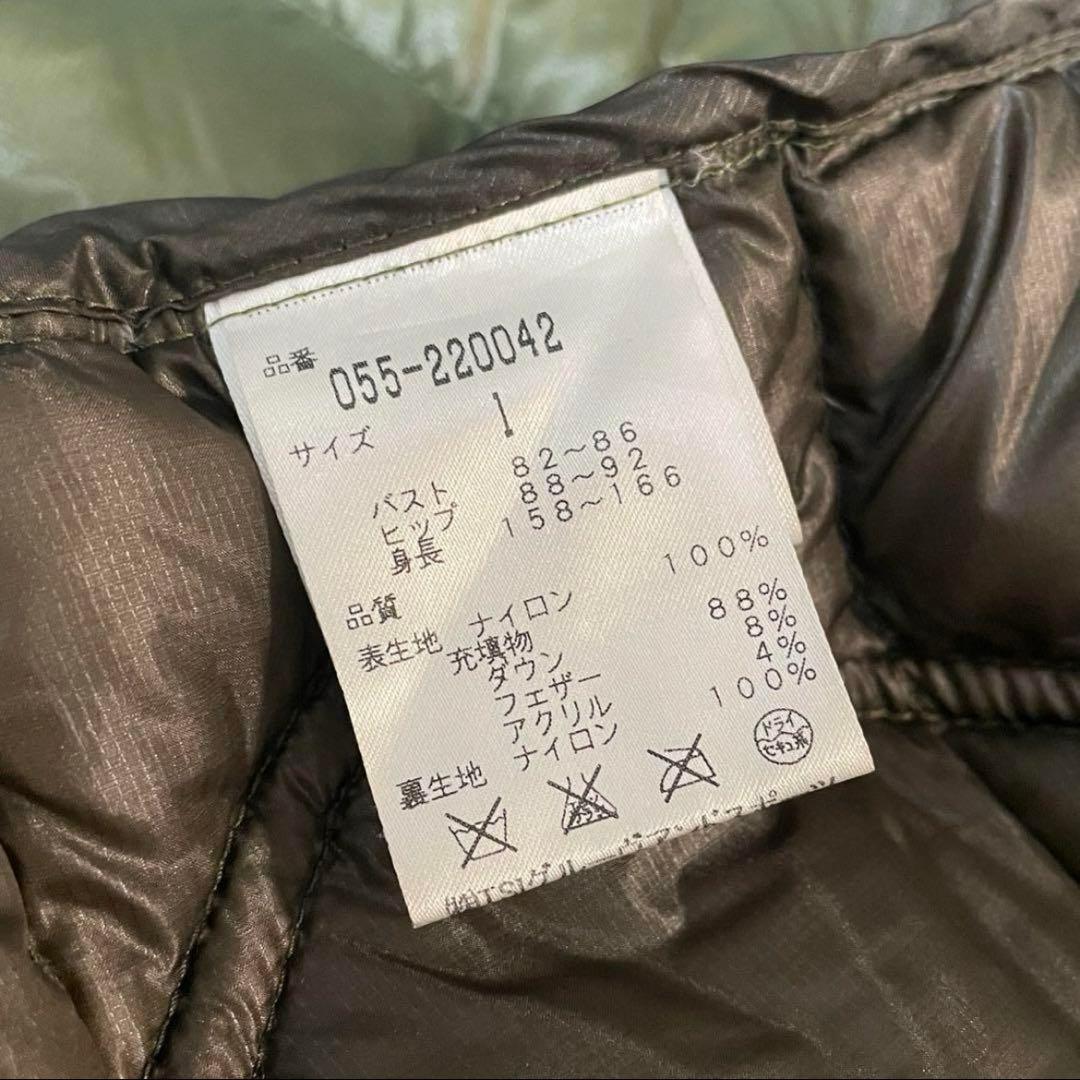 品番 055-220042
サイズ 1
バスト 82～86
ヒップ 88～92
身長 158～166
品質
表生地 ナイロン 100%
充填物
ダウン 88%
フェザー 8%
アクリル 4%
裏生地 ナイロン 100%
ドライ
セキユ系